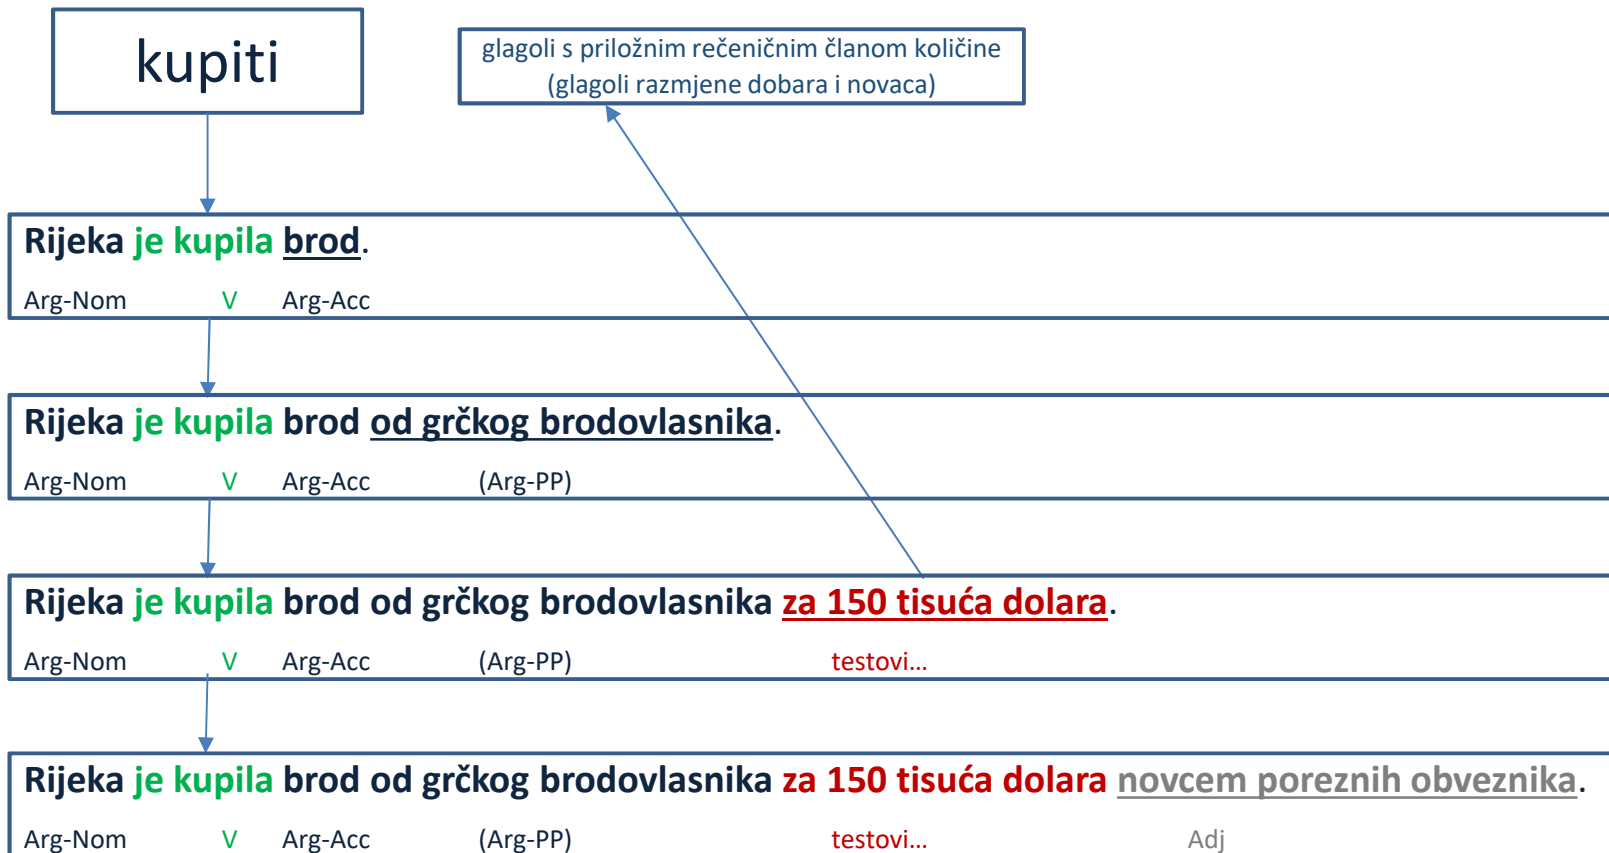 kupiti
glagoli s priložnim rečeničnim članom količine
(glagoli razmjene dobara i novaca)
Rijeka je kupila brod.
Arg-Nom V Arg-Acc
Rijeka je kupila brod od grčkog brodovlasnika.
Arg-Nom V Arg-Acc (Arg-PP)
Rijeka je kupila brod od grčkog brodovlasnika za 150 tisuća dolara.
Arg-Nom V Arg-Acc (Arg-PP) testovi…
Rijeka je kupila brod od grčkog brodovlasnika za 150 tisuća dolara novcem poreznih obveznika.
Arg-Nom V Arg-Acc (Arg-PP) testovi… Adj